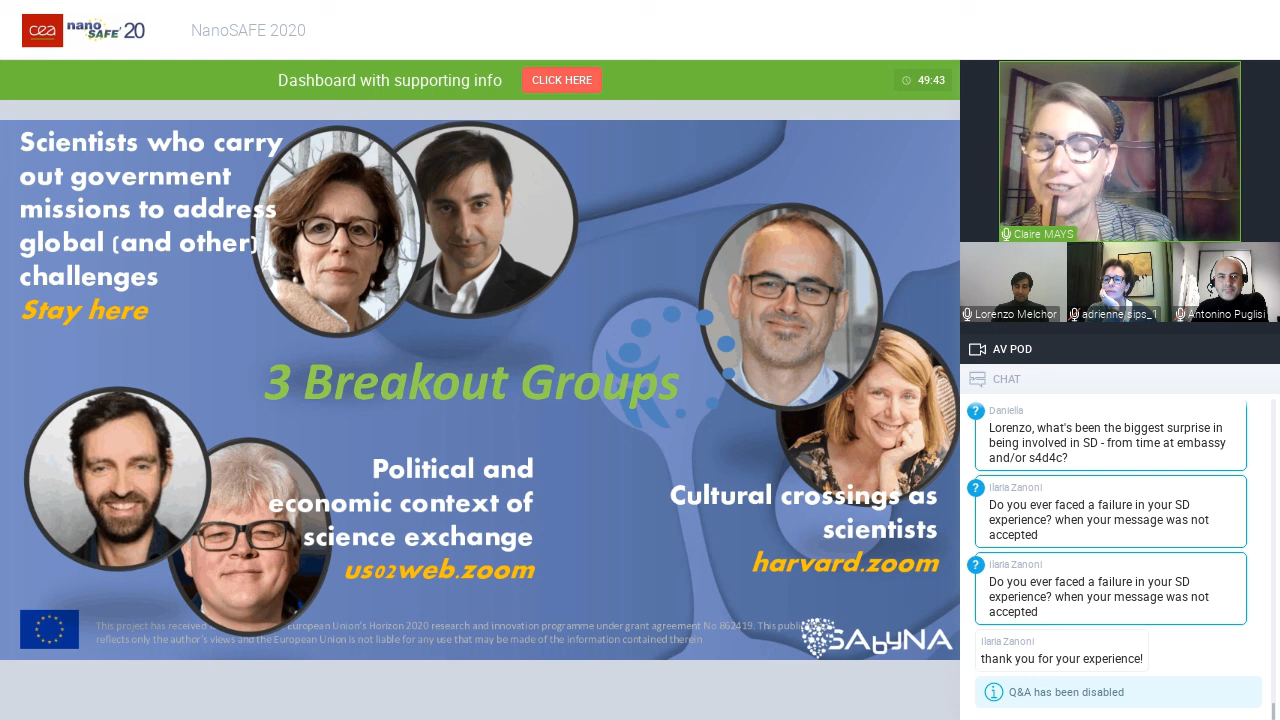 cea nano SAFE 20
NanoSAFE 2020
Dashboard with supporting info CLICK HERE 49:43
Scientists who carry
out government
missions to address
global (and other)
challenges
Stay here
3 Breakout Groups
Political and
economic context of
science exchange
us02web.zoom
Cultural crossings as
scientists
harvard.zoom
This project has received European Union's Horizon 2020 research and innovation programme under grant agreement No 862419. This
reflects only the author's views and the European Union is not liable for any use that may be made of the information contained therein
SAbyNA
Claire MAYS
Lorenzo Melchor adrienne sips_1 Antonino Puglisi
AV POD
CHAT
? Daniella
Lorenzo, what's been the biggest surprise in
being involved in SD - from time at embassy
and/or s4d4c?
? Ilaria Zanoni
Do you ever faced a failure in your SD
experience? when your message was not
accepted
? Ilaria Zanoni
Do you ever faced a failure in your SD
experience? when your message was not
accepted
Ilaria Zanoni
thank you for your experience!
Q&A has been disabled